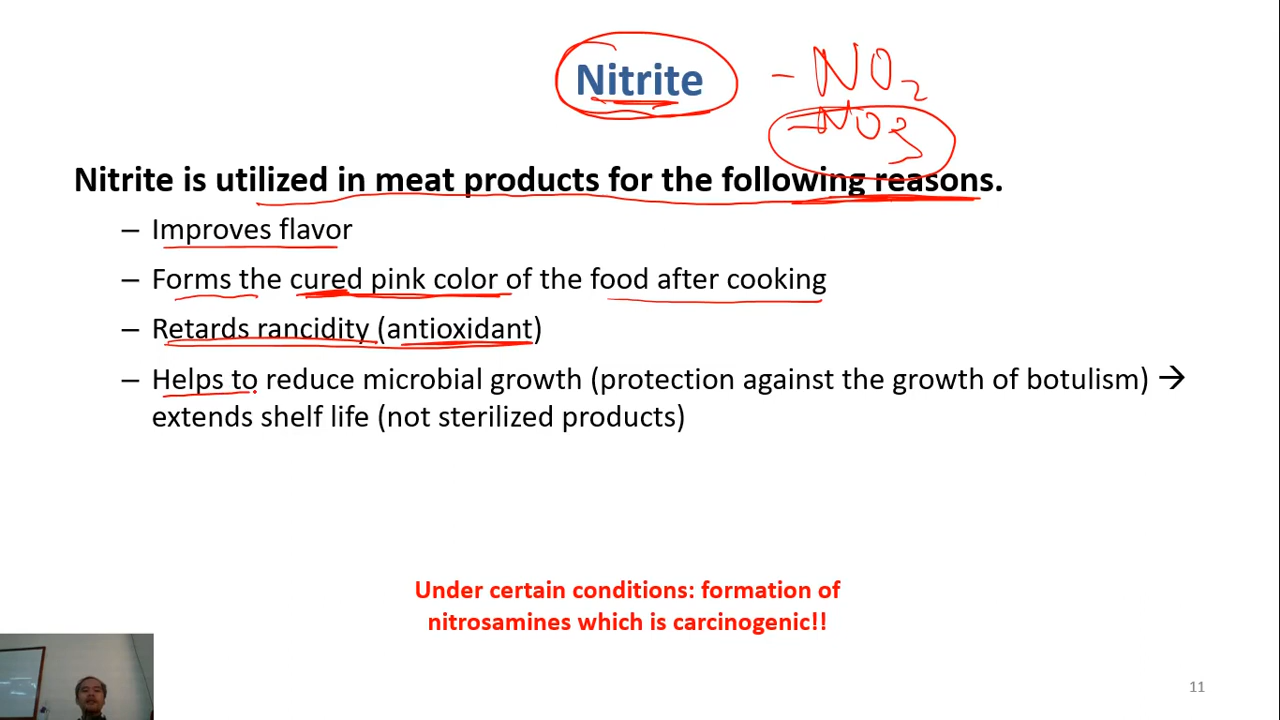 Nitrite
- NO2
- NO3
Nitrite is utilized in meat products for the following reasons.
– Improves flavor
– Forms the cured pink color of the food after cooking
– Retards rancidity (antioxidant)
– Helps to reduce microbial growth (protection against the growth of botulism) →
extends shelf life (not sterilized products)
Under certain conditions: formation of
nitrosamines which is carcinogenic!!
11